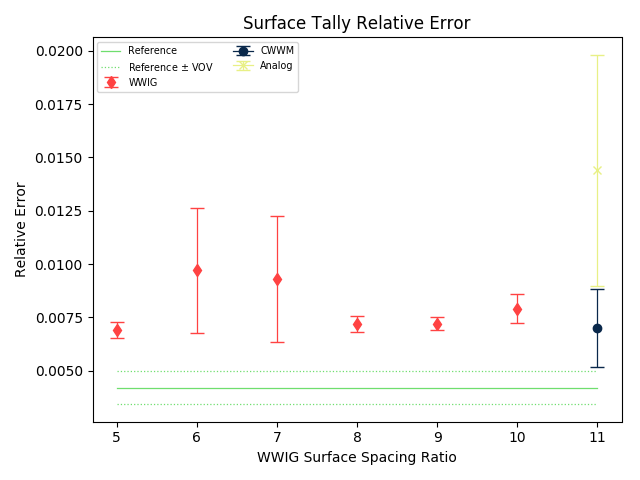 Surface Tally Relative Error
Reference
Reference ± VOV
WWIG
CWWM
Analog
0.0200
0.0175
0.0150
0.0125
0.0100
0.0075
0.0050
Relative Error
5 6 7 8 9 10 11
WWIG Surface Spacing Ratio